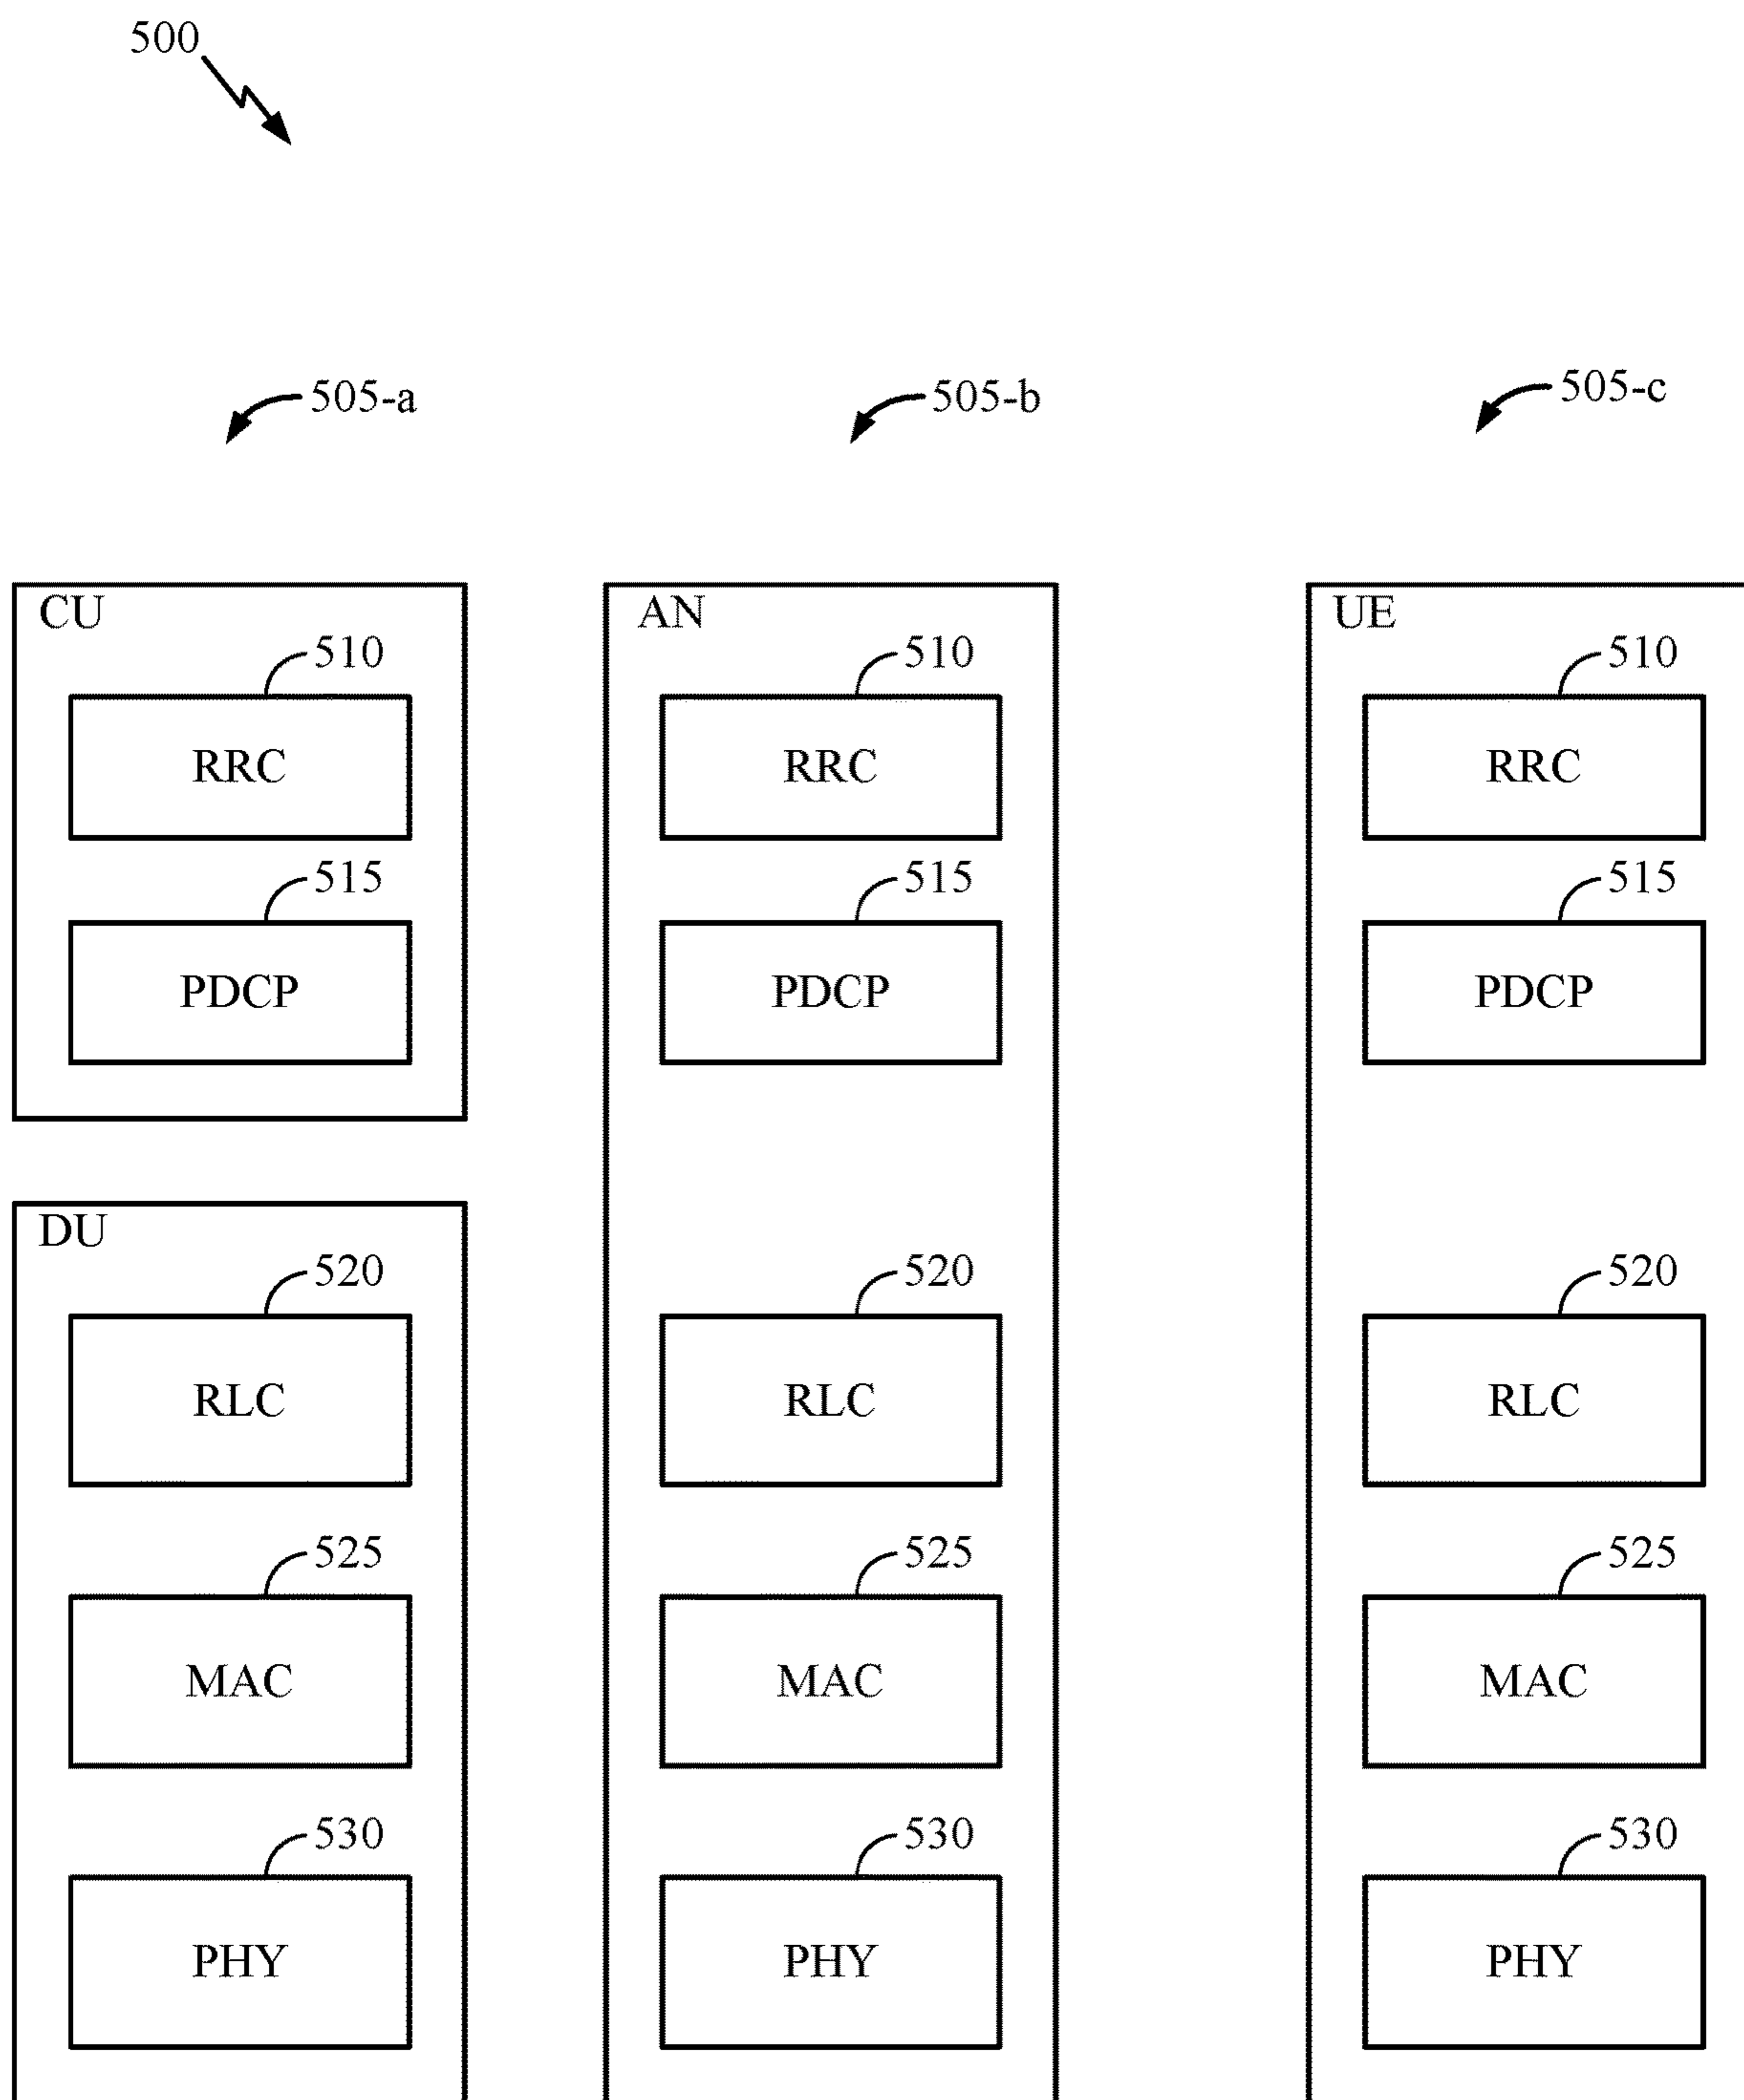 500
505-a 505-b 505-c
CU AN UE
510 510 510
RRC RRC RRC
515 515 515
PDCP PDCP PDCP
DU
520 520 520
RLC RLC RLC
525 525 525
MAC MAC MAC
530 530 530
PHY PHY PHY